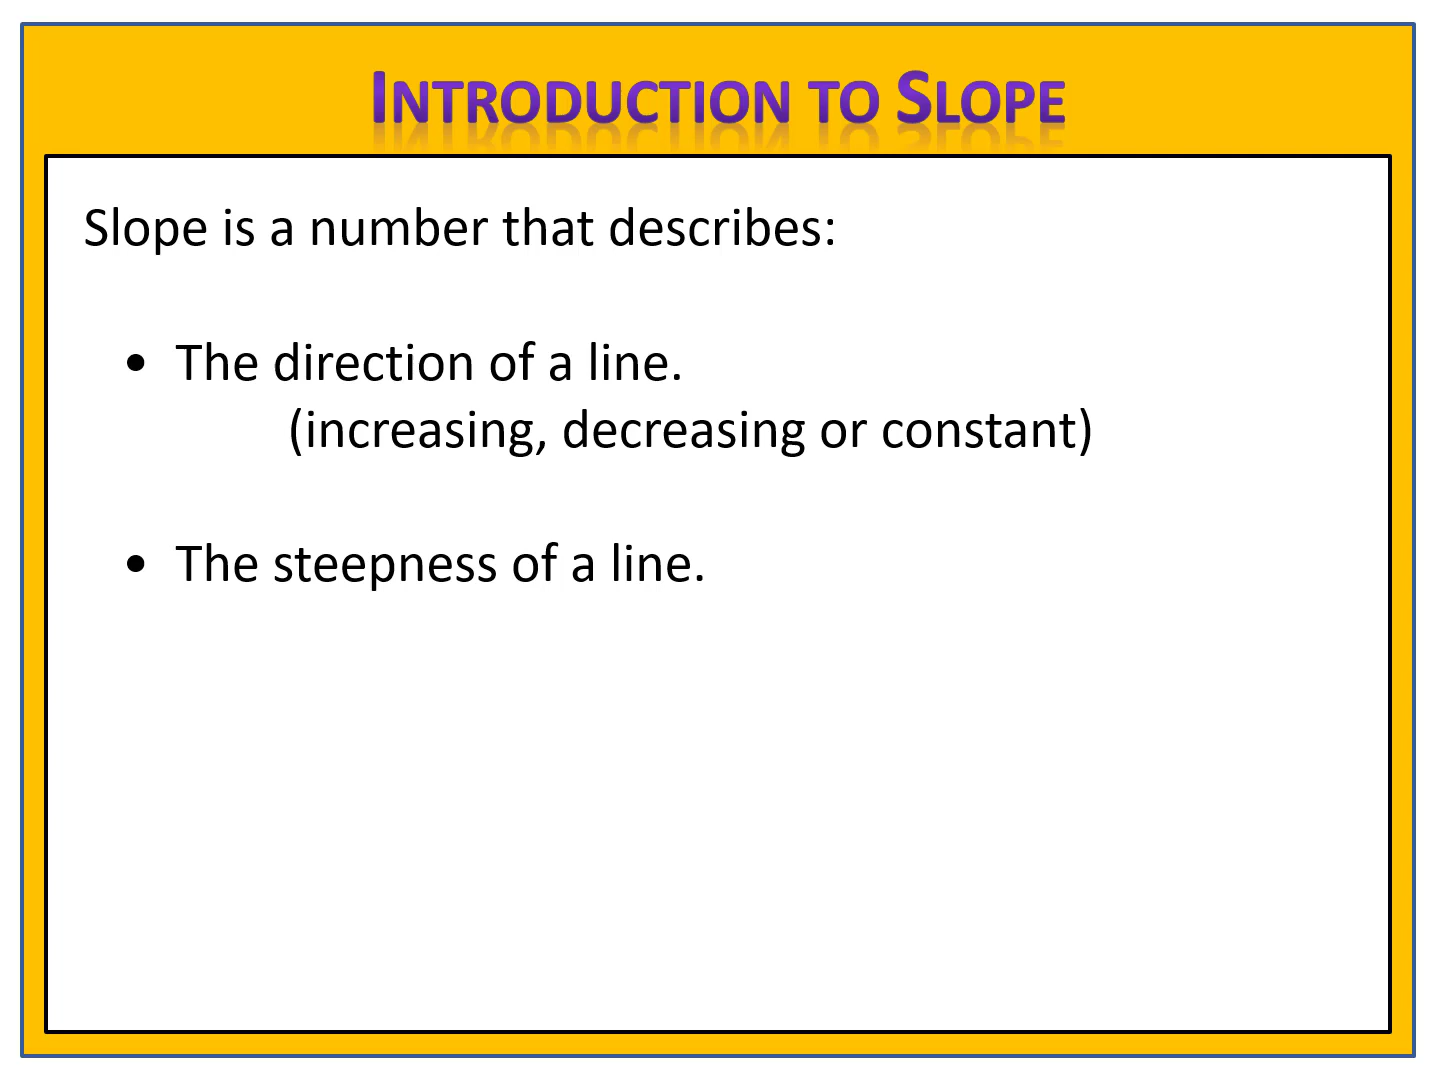 INTRODUCTION TO SLOPE
Slope is a number that describes:
• The direction of a line.
(increasing, decreasing or constant)
• The steepness of a line.